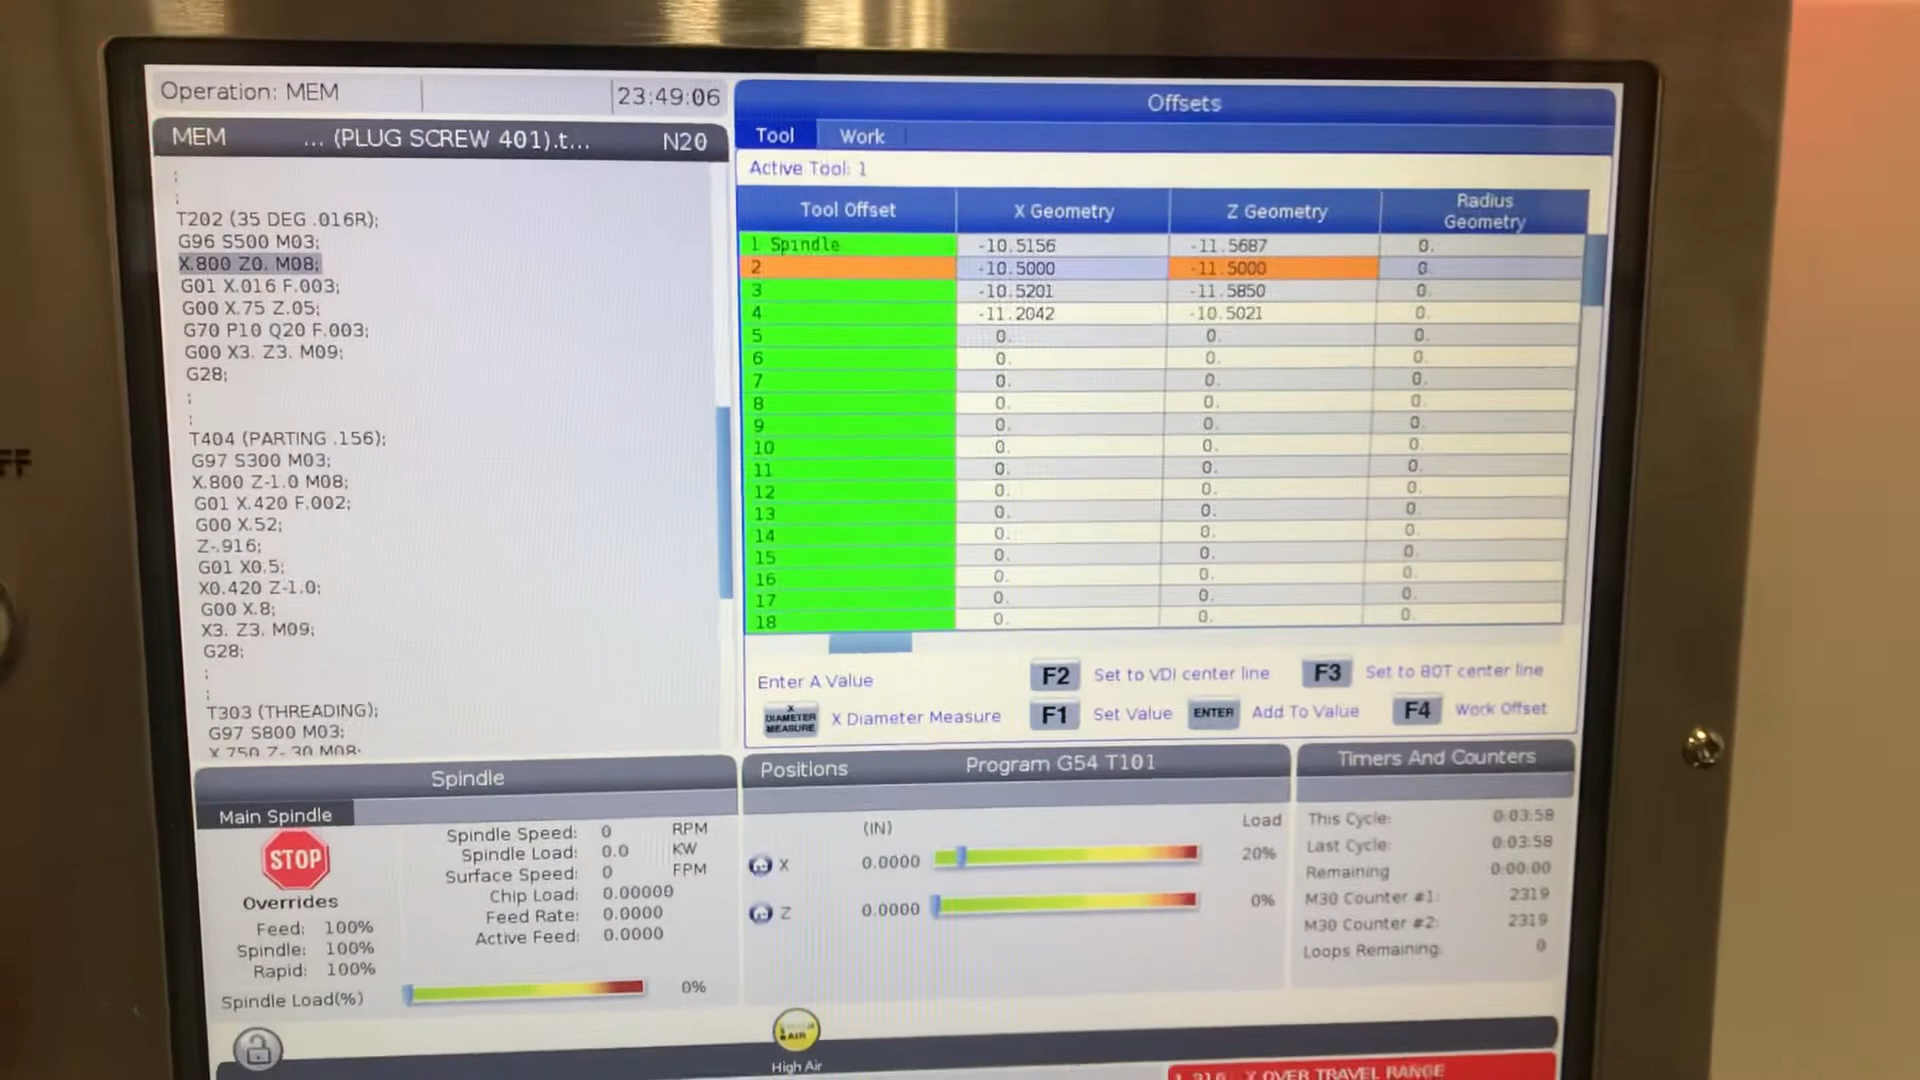 FF
Operation: MEM
23:49:06
MEM ... (PLUG SCREW 401).t... N20
;
;
T202 (35 DEG .016R);
G96 S500 M03;
X.800 Z0. M08;
G01 X.016 F.003;
G00 X.75 Z.05;
G70 P10 Q20 F.003;
G00 X3. Z3. M09;
G28;
;
;
T404 (PARTING .156);
G97 S300 M03;
X.800 Z-1.0 M08;
G01 X.420 F.002;
G00 X.52;
Z-.916;
G01 X0.5;
X0.420 Z-1.0;
G00 X.8;
X3. Z3. M09;
G28;
;
;
T303 (THREADING);
G97 S800 M03;
X.750 Z-.30 M08;
Offsets
Tool Work
Active Tool: 1
Tool Offset X Geometry Z Geometry Radius Geometry
1 Spindle -10.5156 -11.5687 0.
2 -10.5000 -11.5000 0.
3 -10.5201 -11.5850 0.
4 -11.2042 -10.5021 0.
5 0. 0. 0.
6 0. 0. 0.
7 0. 0. 0.
8 0. 0. 0.
9 0. 0. 0.
10 0. 0. 0.
11 0. 0. 0.
12 0. 0. 0.
13 0. 0. 0.
14 0. 0. 0.
15 0. 0. 0.
16 0. 0. 0.
17 0. 0. 0.
18 0. 0. 0.
Enter A Value F2 Set to VDI center line F3 Set to BOT center line
X DIAMETER MEASURE X Diameter Measure F1 Set Value ENTER Add To Value F4 Work Offset
Spindle
Main Spindle
STOP
Overrides
Feed: 100%
Spindle: 100%
Rapid: 100%
Spindle Load(%) 0%
Spindle Speed: 0 RPM
Spindle Load: 0.0 KW
Surface Speed: 0 FPM
Chip Load: 0.00000
Feed Rate: 0.0000
Active Feed: 0.0000
Positions Program G54 T101
(IN) Load
X 0.0000 20%
Z 0.0000 0%
Timers And Counters
This Cycle: 0:03:58
Last Cycle: 0:03:58
Remaining 0:00:00
M30 Counter #1: 2319
M30 Counter #2: 2319
Loops Remaining: 0
AIR
High Air
X OVER TRAVEL RANGE